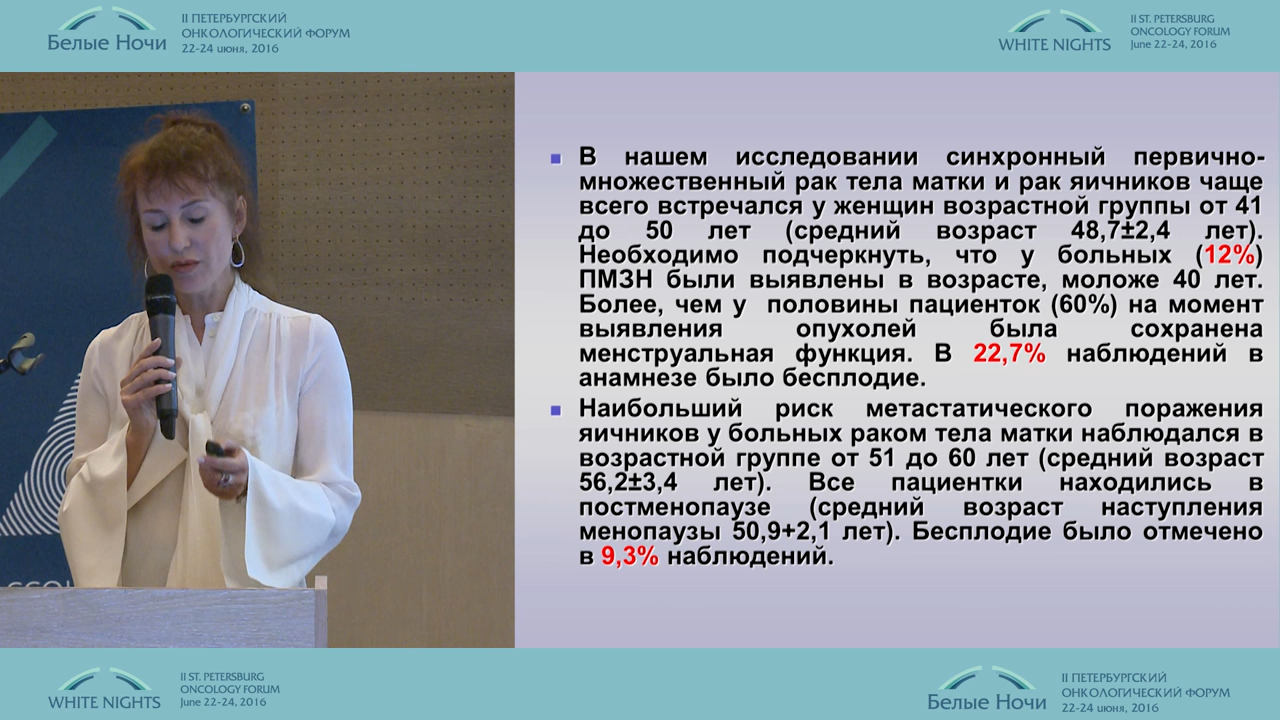 Белые Ночи
II ПЕТЕРБУРГСКИЙ
ОНКОЛОГИЧЕСКИЙ ФОРУМ
22-24 июня, 2016
WHITE NIGHTS
II ST. PETERSBURG
ONCOLOGY FORUM
June 22-24, 2016
В нашем исследовании синхронный первично-
множественный рак тела матки и рак яичников чаще
всего встречался у женщин возрастной группы от 41
до 50 лет (средний возраст 48,7±2,4 лет).
Необходимо подчеркнуть, что у больных (12%)
ПМЗН были выявлены в возрасте, моложе 40 лет.
Более, чем у половины пациенток (60%) на момент
выявления опухолей была сохранена
менструальная функция. В 22,7% наблюдений в
анамнезе было бесплодие.
Наибольший риск метастатического поражения
яичников у больных раком тела матки наблюдался в
возрастной группе от 51 до 60 лет (средний возраст
56,2±3,4 лет). Все пациентки находились в
постменопаузе (средний возраст наступления
менопаузы 50,9+2,1 лет). Бесплодие было отмечено
в 9,3% наблюдений.
WHITE NIGHTS
II ST. PETERSBURG
ONCOLOGY FORUM
June 22-24, 2016
Белые Ночи
II ПЕТЕРБУРГСКИЙ
ОНКОЛОГИЧЕСКИЙ ФОРУМ
22-24 июня, 2016